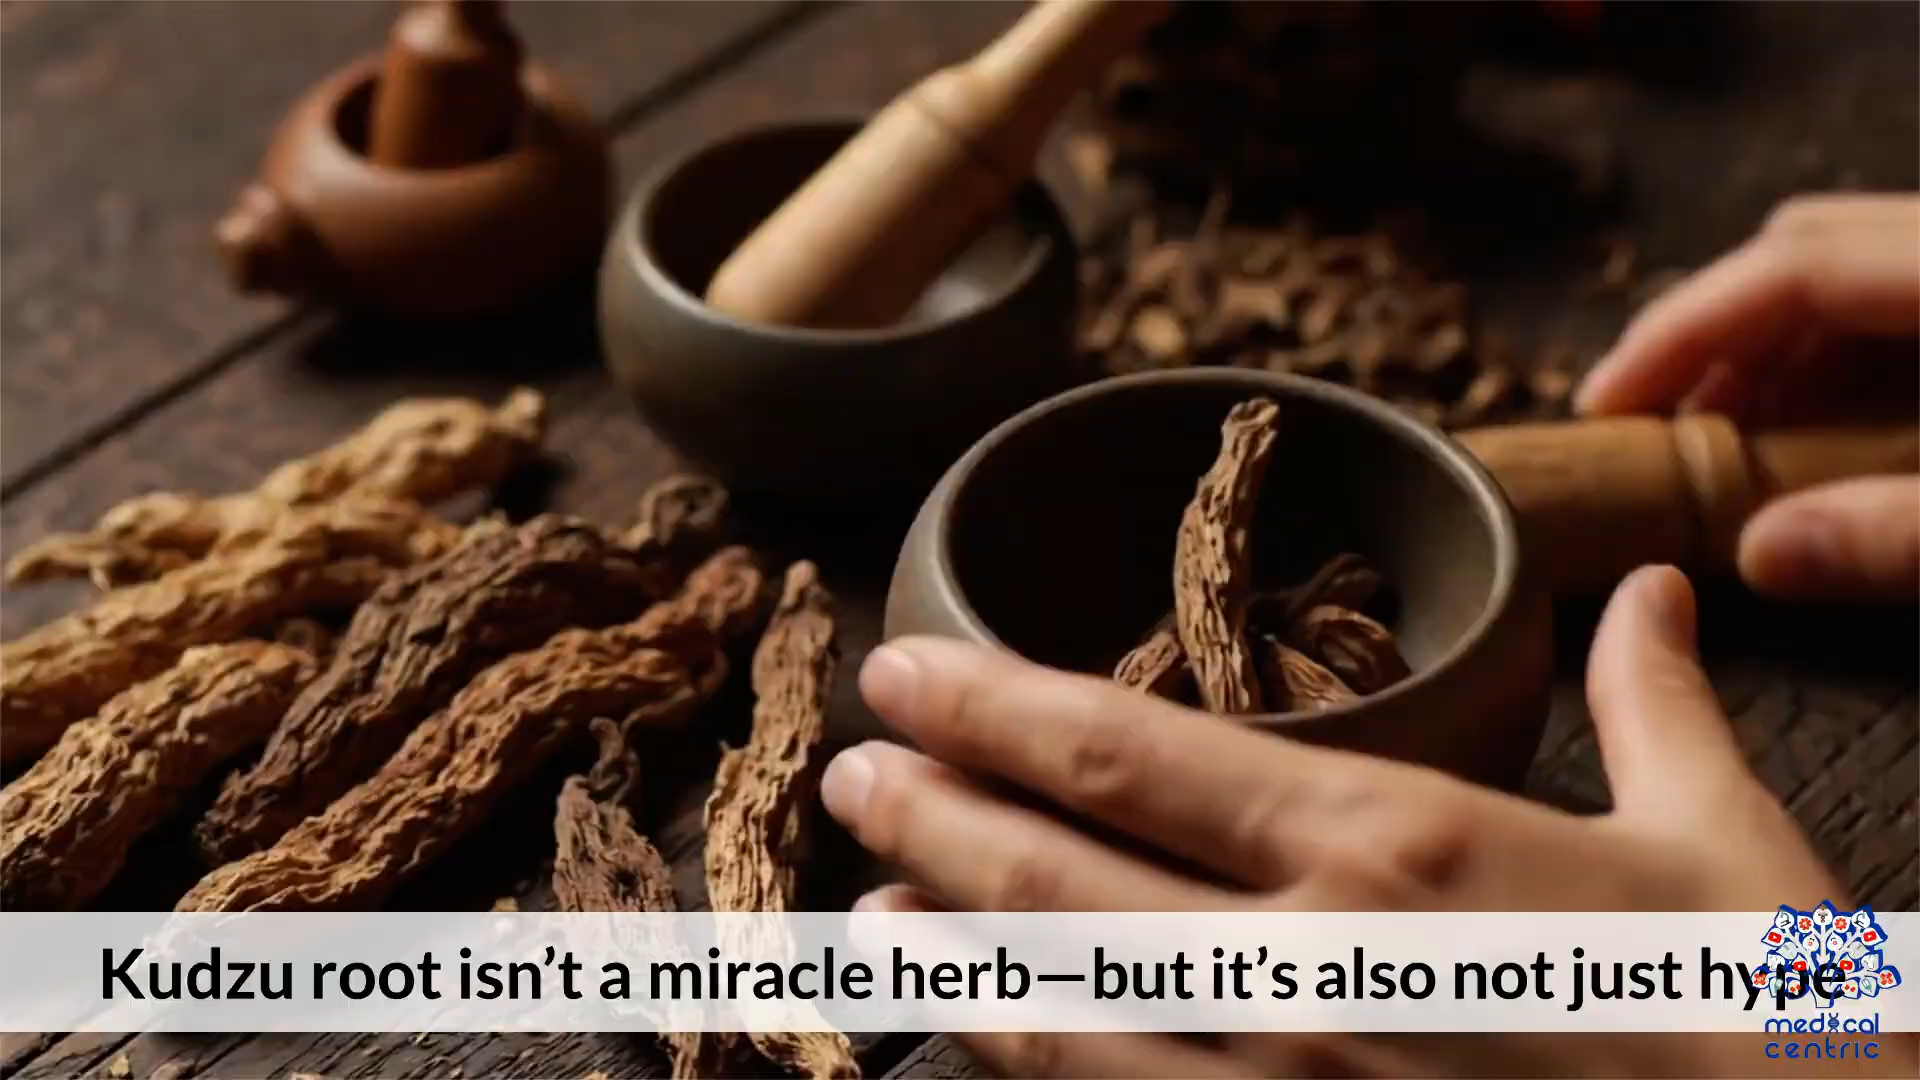 Kudzu root isn’t a miracle herb—but it’s also not just hype
medical
centric